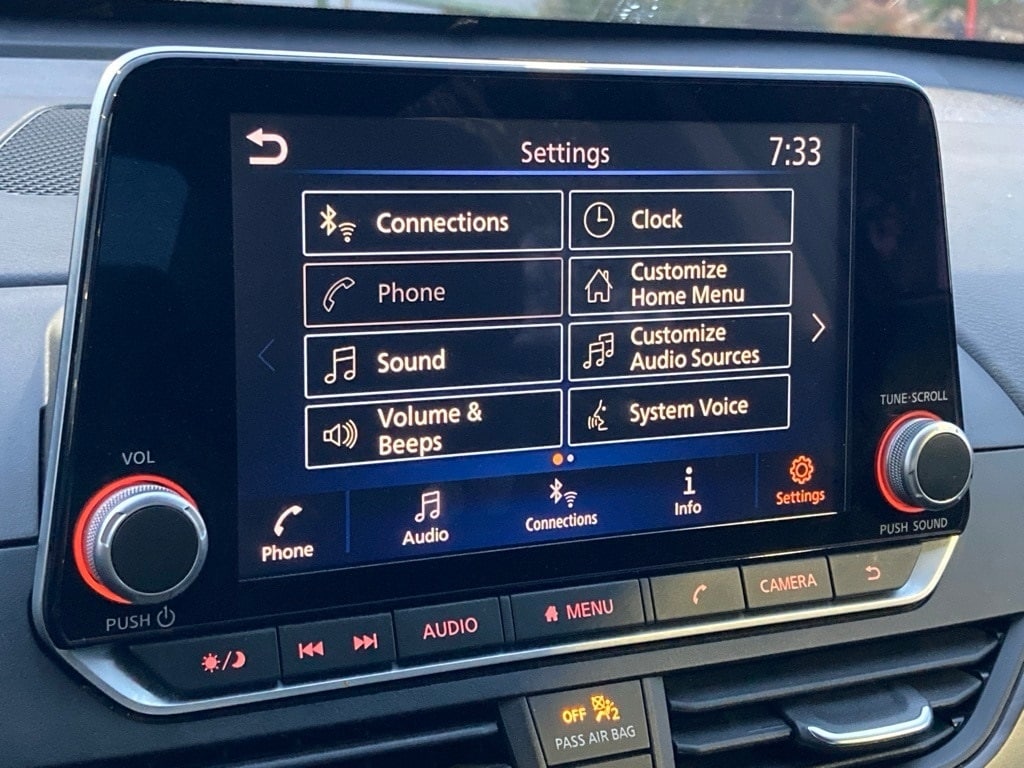 Settings
7:33
Connections
Clock
Phone
Customize
Home Menu
Sound
Customize
Audio Sources
Volume &
Beeps
System Voice
Phone
Audio
Connections
Info
Settings
VOL
PUSH
TUNE·SCROLL
PUSH SOUND
AUDIO
MENU
CAMERA
OFF 2
PASS AIR BAG